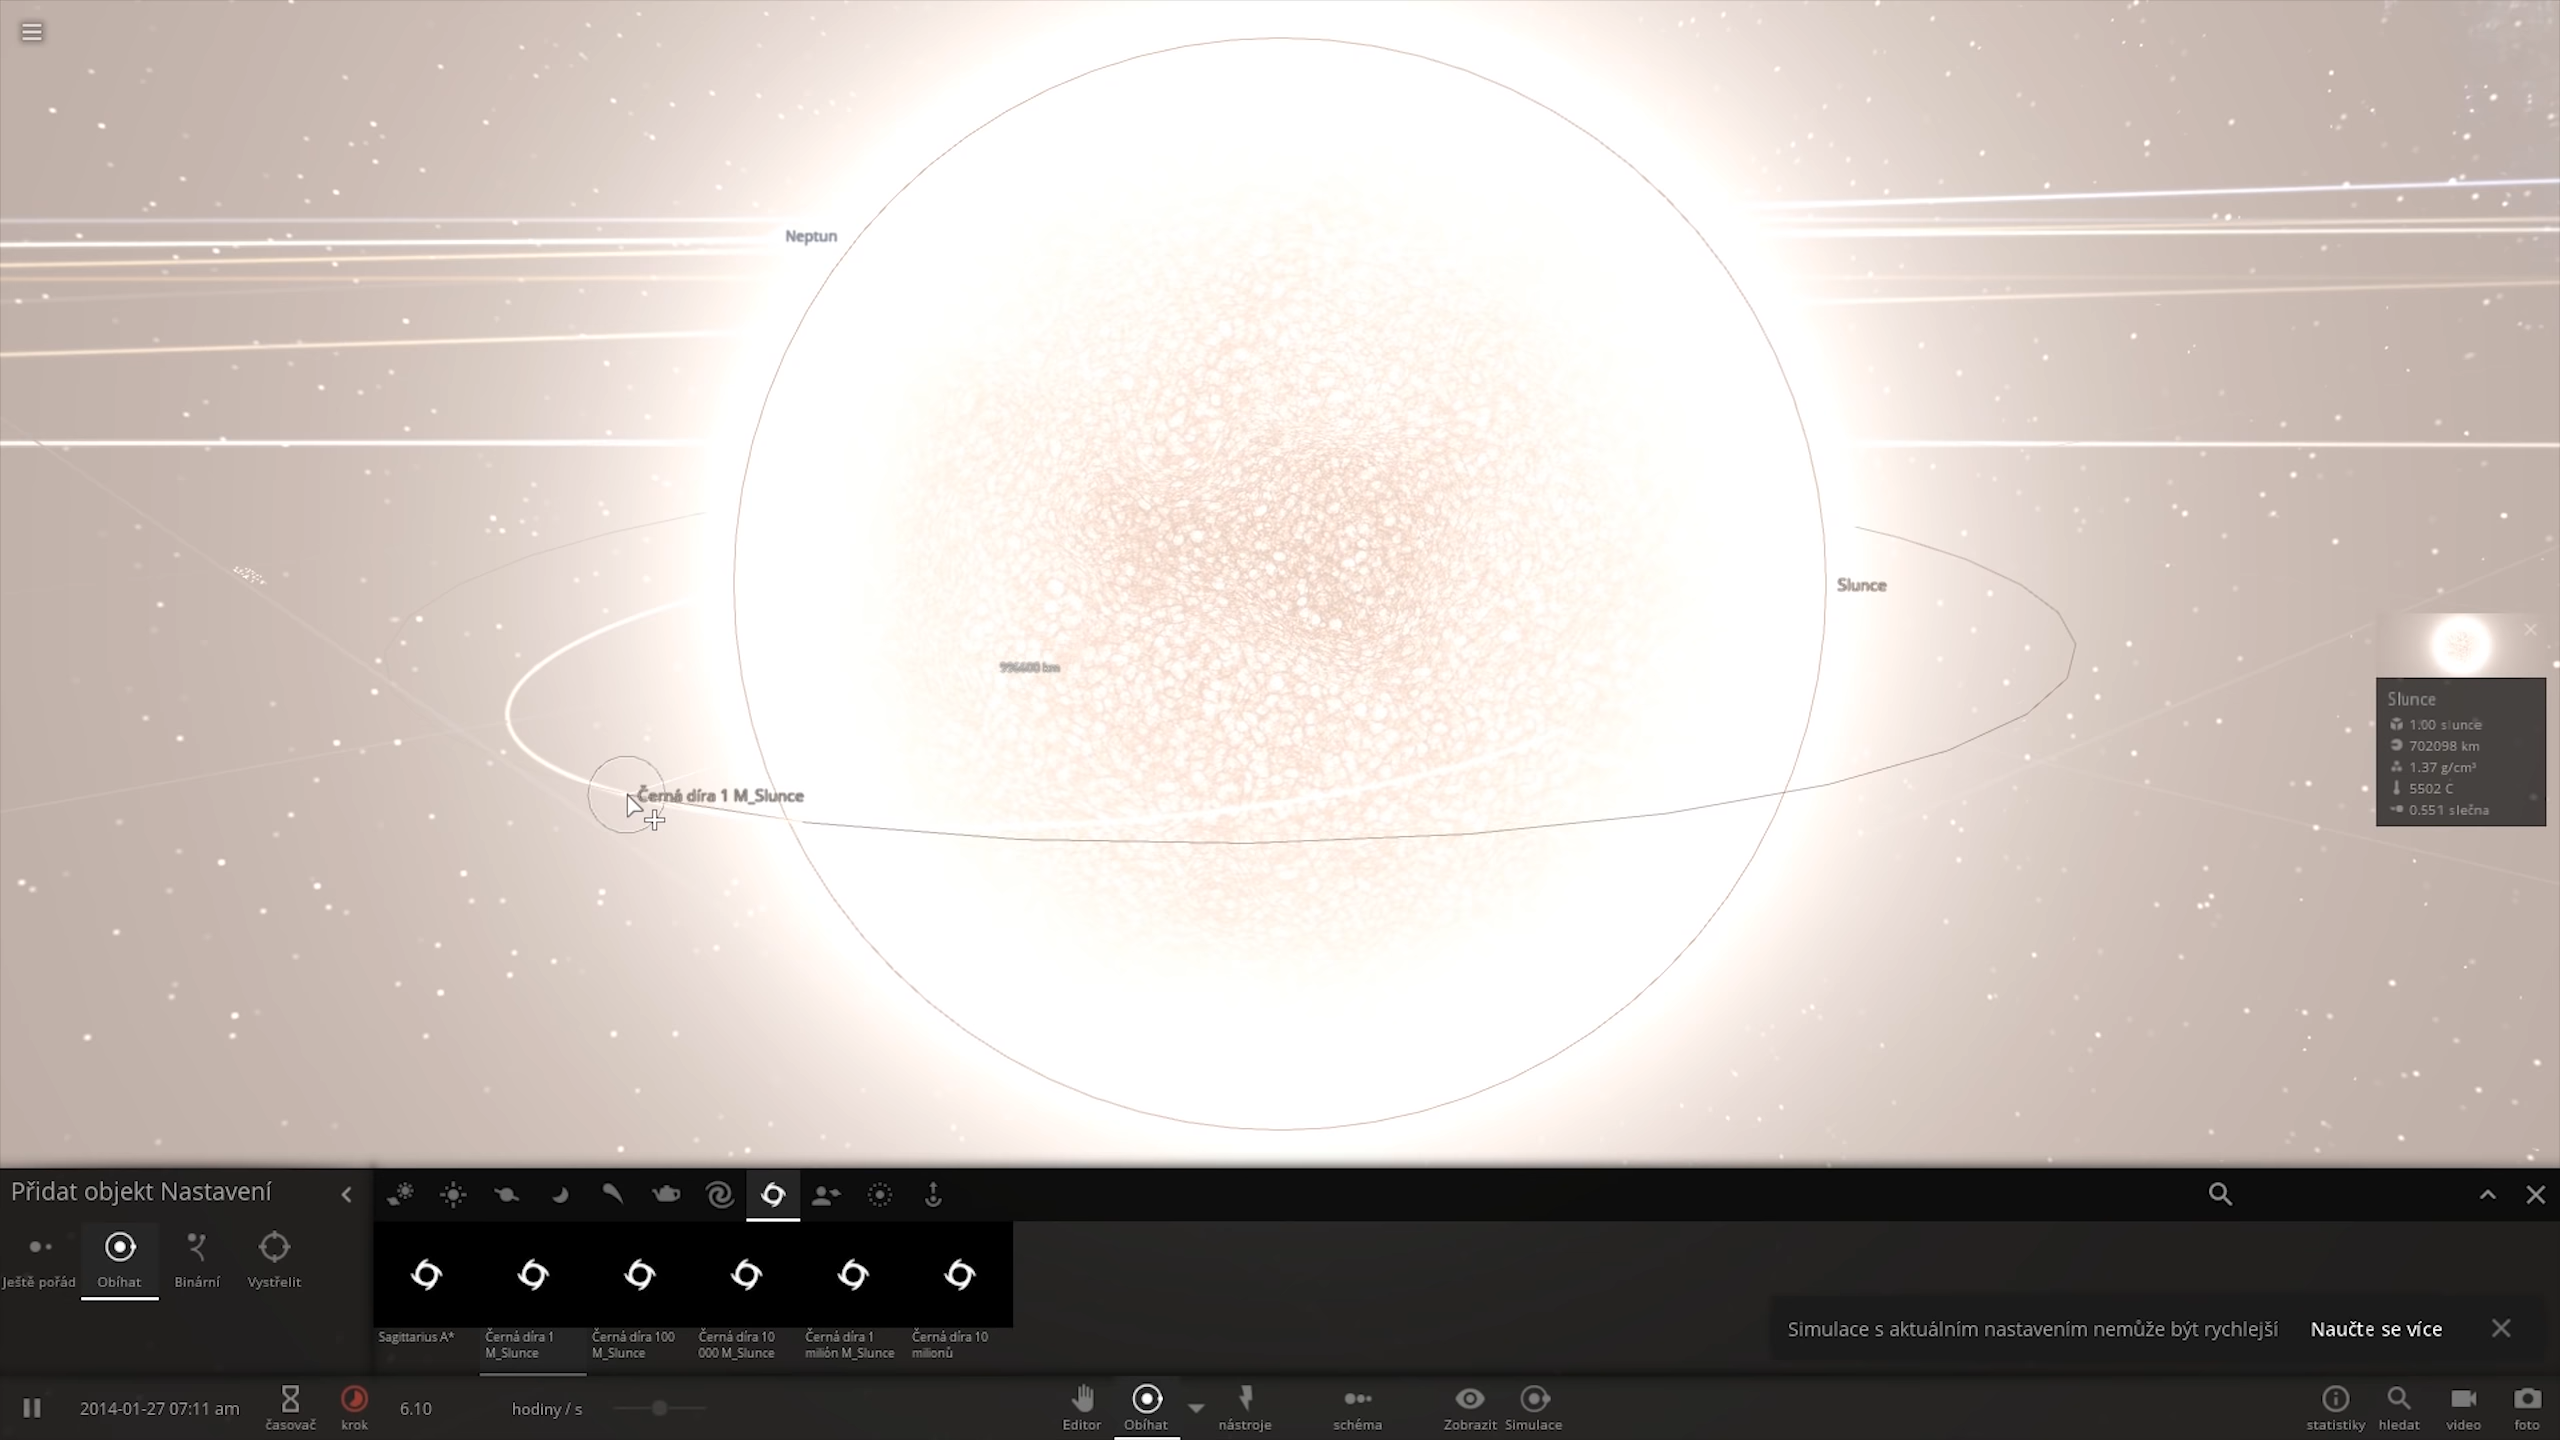 Neptun
Slunce
996600 km
Černá díra 1 M_Slunce
Slunce
1.00 slunce
702098 km
1.37 g/cm³
5502 C
0.551 slečna
Přidat objekt Nastavení
Ještě pořád
Obíhat
Binární
Vystřelit
Sagittarius A*
Černá díra 1
M_Slunce
Černá díra 100
M_Slunce
Černá díra 10
000 M_Slunce
Černá díra 1
milión M_Slunce
Černá díra 10
milionů
Simulace s aktuálním nastavením nemůže být rychlejší Naučte se více
2014-01-27 07:11 am
časovač
krok
6.10
hodiny / s
Editor
Obíhat
nástroje
schéma
Zobrazit
Simulace
statistiky
hledat
video
foto